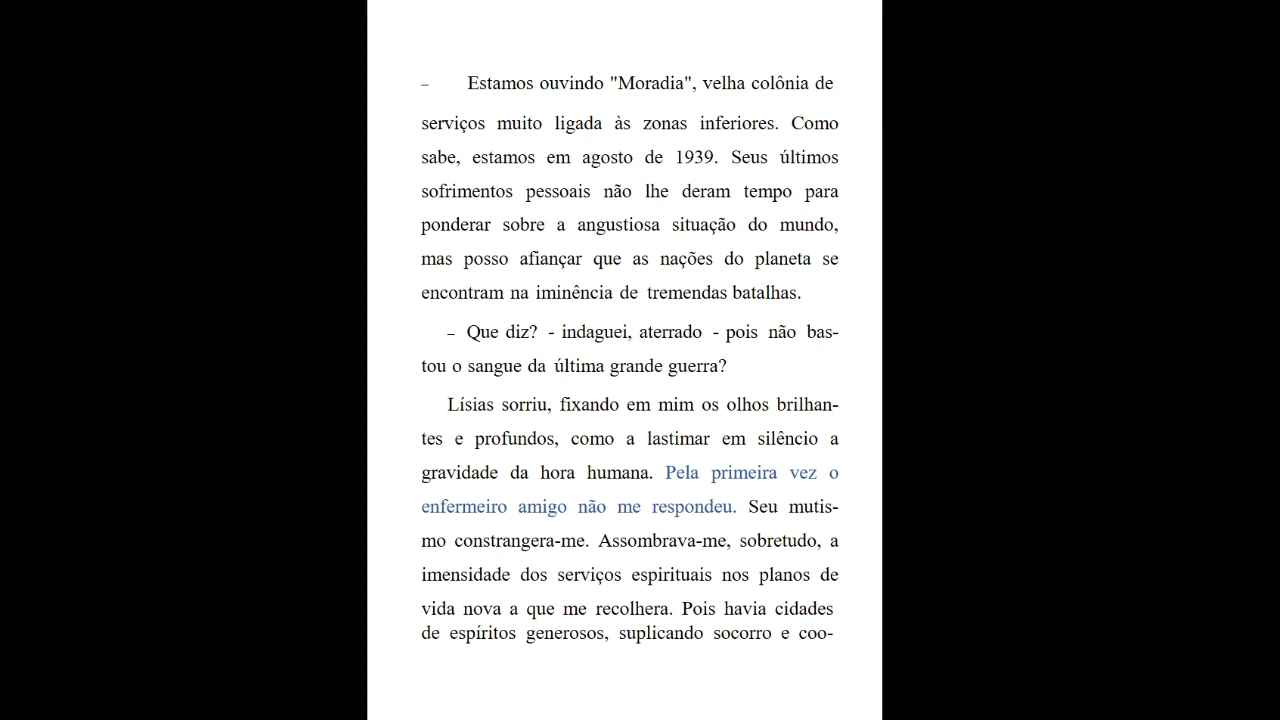 – Estamos ouvindo "Moradia", velha colônia de
serviços muito ligada às zonas inferiores. Como
sabe, estamos em agosto de 1939. Seus últimos
sofrimentos pessoais não lhe deram tempo para
ponderar sobre a angustiosa situação do mundo,
mas posso afiançar que as nações do planeta se
encontram na iminência de tremendas batalhas.
– Que diz? - indaguei, aterrado - pois não bas-
tou o sangue da última grande guerra?
Lísias sorriu, fixando em mim os olhos brilhan-
tes e profundos, como a lastimar em silêncio a
gravidade da hora humana. Pela primeira vez o
enfermeiro amigo não me respondeu. Seu mutis-
mo constrangera-me. Assombrava-me, sobretudo, a
imensidade dos serviços espirituais nos planos de
vida nova a que me recolhera. Pois havia cidades
de espíritos generosos, suplicando socorro e coo-